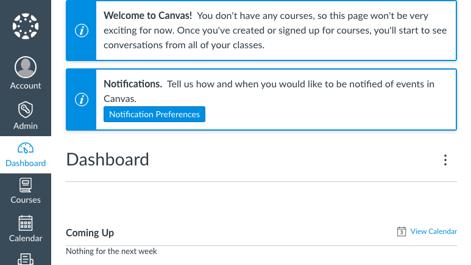 Welcome to Canvas! You don't have any courses, so this page won't be very
exciting for now. Once you've created or signed up for courses, you'll start to see
conversations from all of your classes.
Notifications. Tell us how and when you would like to be notified of events in
Canvas.
Notification Preferences
Account
Admin
Dashboard
Courses
Calendar
Dashboard
Coming Up
View Calendar
Nothing for the next week